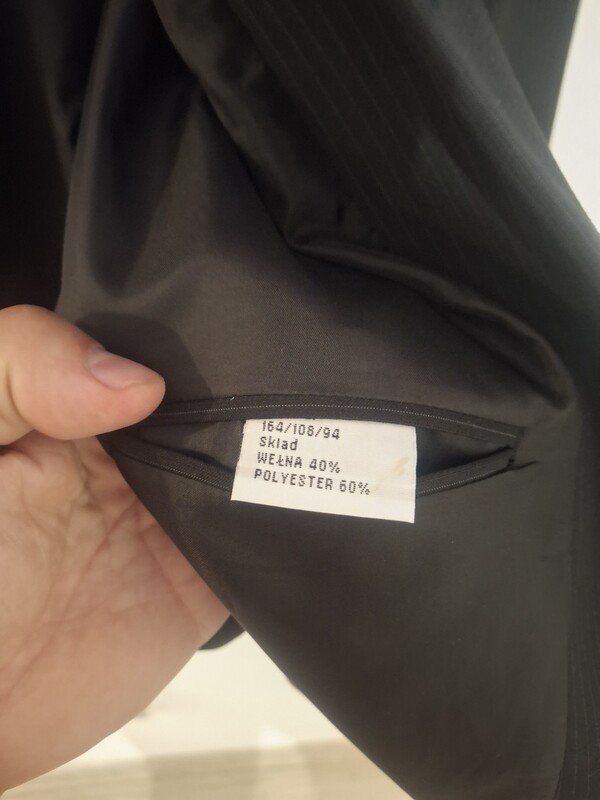 164/108/94
Skład
WEŁNA 40%
POLYESTER 60%